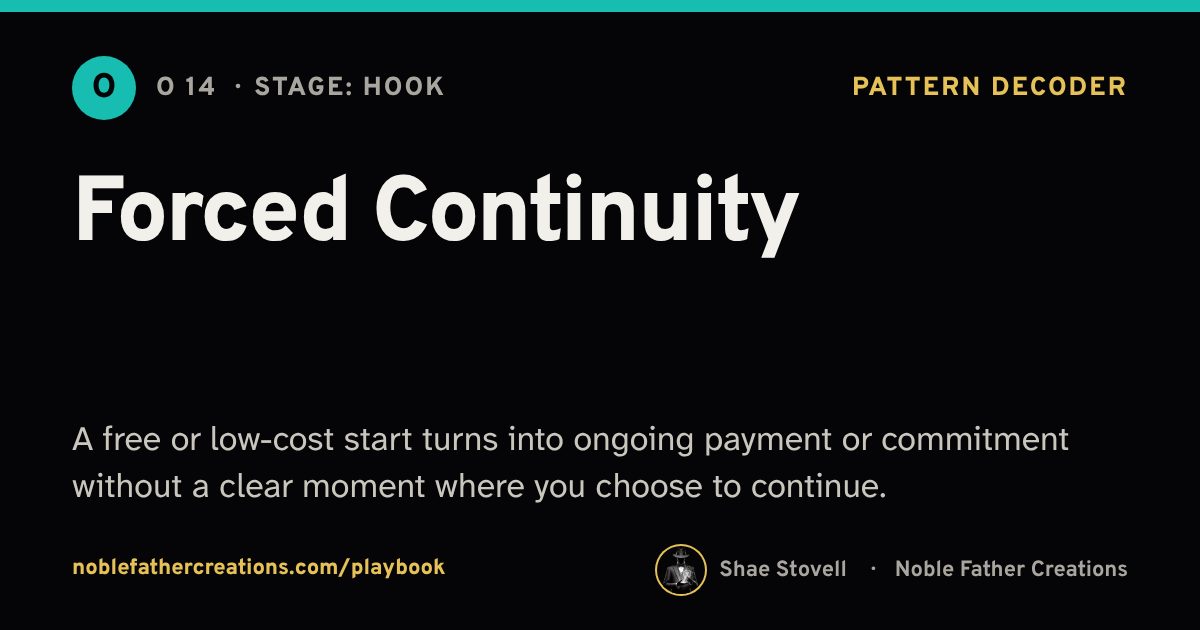 O
O 14 · STAGE: HOOK
PATTERN DECODER
Forced Continuity
A free or low-cost start turns into ongoing payment or commitment
without a clear moment where you choose to continue.
noblefathercreations.com/playbook
Shae Stovell · Noble Father Creations